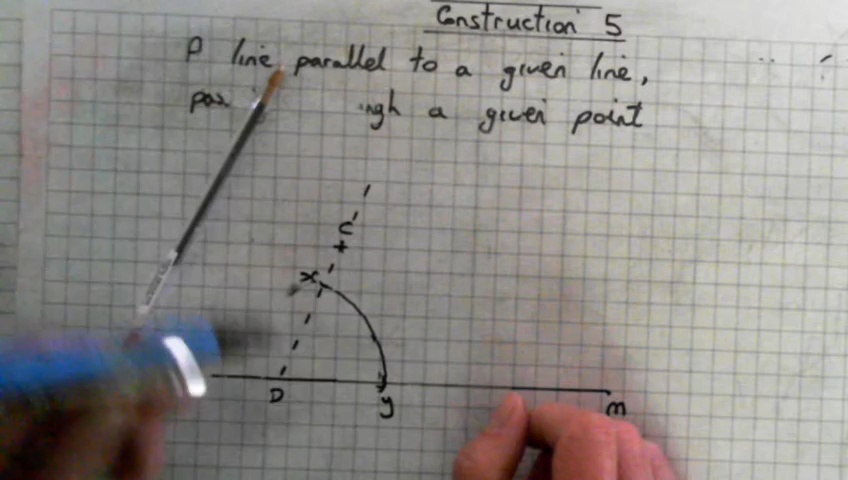 Construction 5
A line parallel to a given line,
a given point
C
x
D
y
m